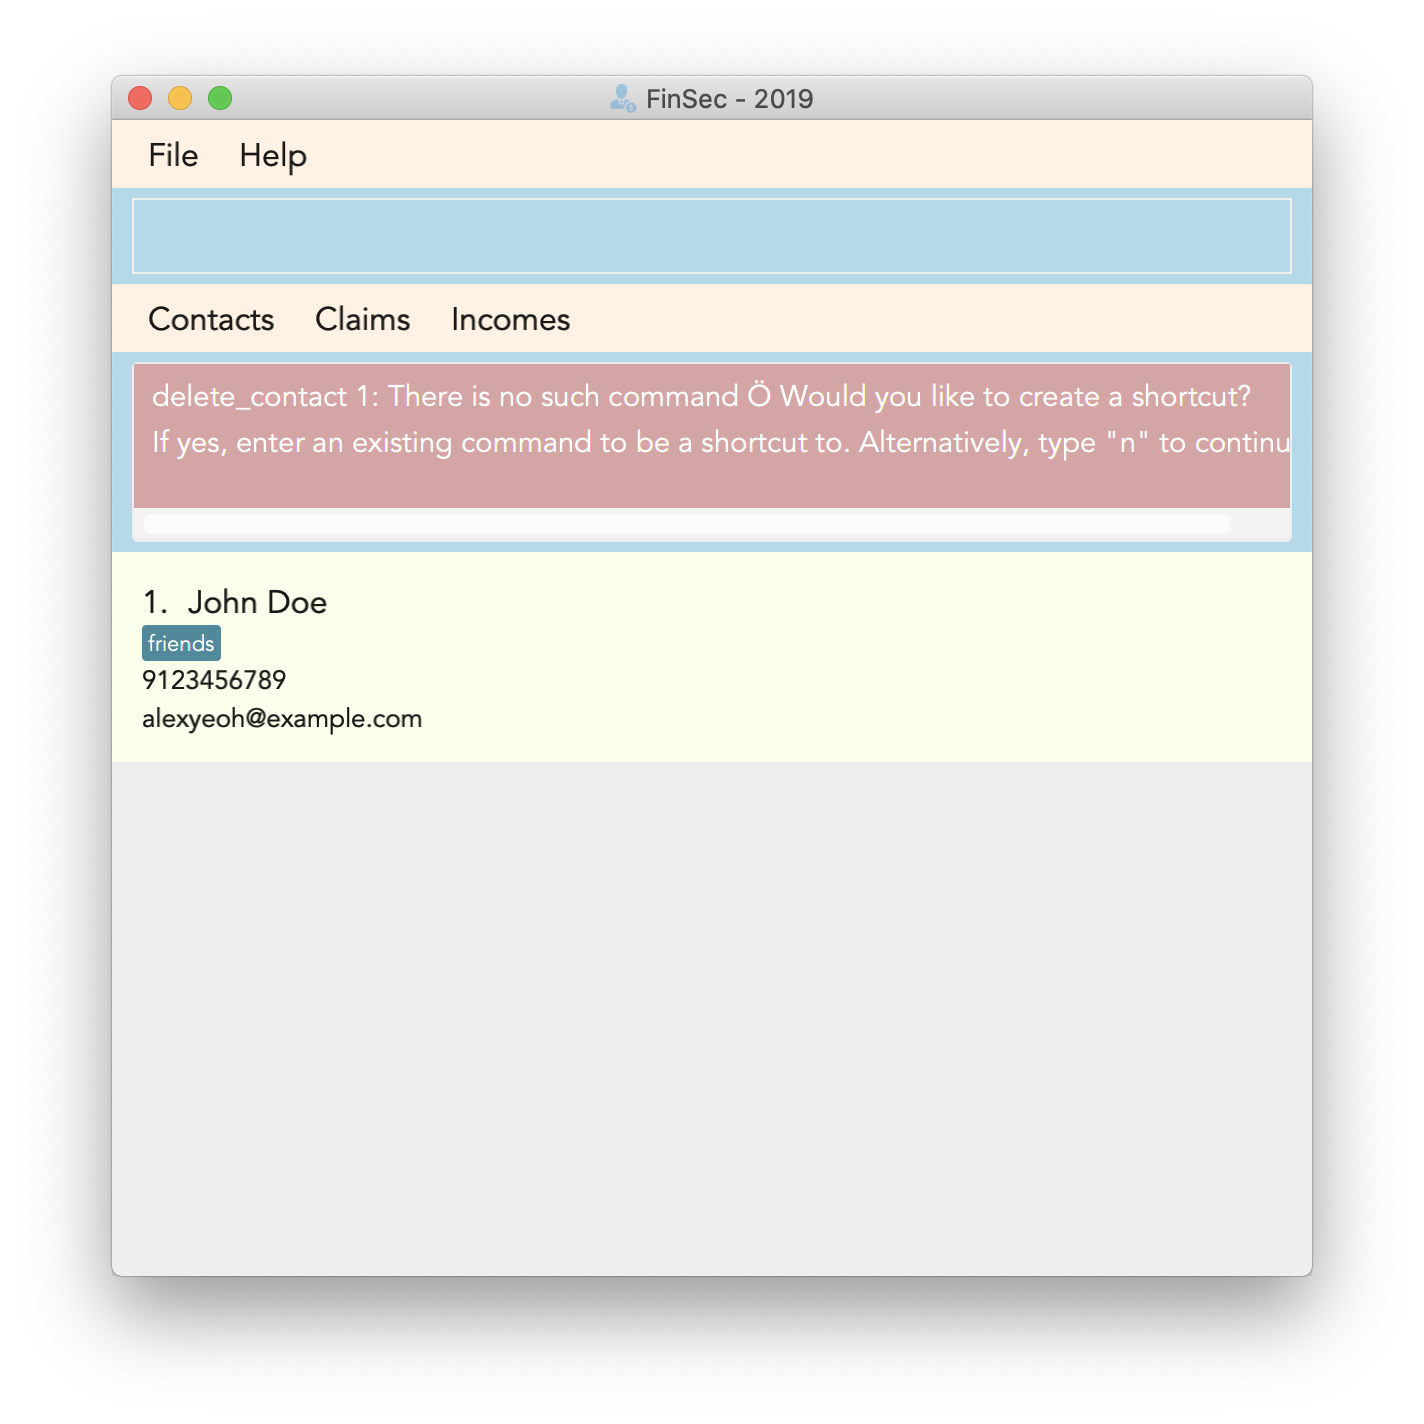 FinSec - 2019
File Help
Contacts Claims Incomes
delete_contact 1: There is no such command Ö Would you like to create a shortcut?
If yes, enter an existing command to be a shortcut to. Alternatively, type "n" to continu
1. John Doe
friends
9123456789
alexyeoh@example.com